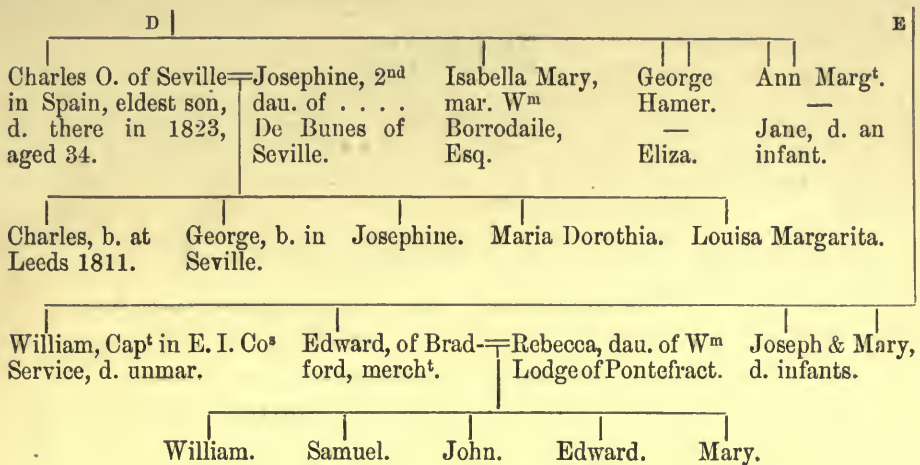 D E
Charles O. of Seville=Josephine, 2nd Isabella Mary, George Ann Margt.
in Spain, eldest son, dau. of . . . . mar. Wm Hamer. —
d. there in 1823, De Bunes of Borrodaile, — Jane, d. an
aged 34. Seville. Esq. Eliza. infant.
Charles, b. at George, b. in Josephine. Maria Dorothia. Louisa Margarita.
Leeds 1811. Seville.
William, Capt in E. I. Cos Edward, of Brad-=Rebecca, dau. of Wm Joseph & Mary,
Service, d. unmar. ford, mercht. Lodge of Pontefract. d. infants.
William. Samuel. John. Edward. Mary.